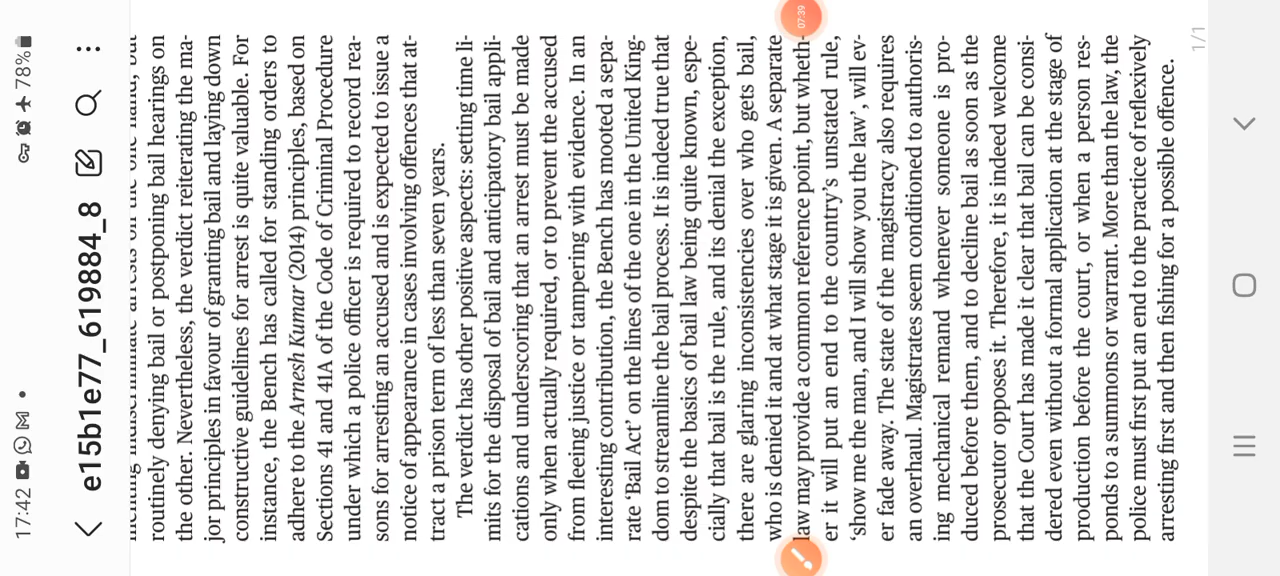 17:42
78%
e15b1e77_619884_8
routinely denying bail or postponing bail hearings on
the other. Nevertheless, the verdict reiterating the ma-
jor principles in favour of granting bail and laying down
constructive guidelines for arrest is quite valuable. For
instance, the Bench has called for standing orders to
adhere to the Arnesh Kumar (2014) principles, based on
Sections 41 and 41A of the Code of Criminal Procedure
under which a police officer is required to record rea-
sons for arresting an accused and is expected to issue a
notice of appearance in cases involving offences that at-
tract a prison term of less than seven years.
The verdict has other positive aspects: setting time li-
mits for the disposal of bail and anticipatory bail appli-
cations and underscoring that an arrest must be made
only when actually required, or to prevent the accused
from fleeing justice or tampering with evidence. In an
interesting contribution, the Bench has mooted a sepa-
rate ‘Bail Act’ on the lines of the one in the United King-
dom to streamline the bail process. It is indeed true that
despite the basics of bail law being quite known, espe-
cially that bail is the rule, and its denial the exception,
there are glaring inconsistencies over who gets bail,
who is denied it and at what stage it is given. A separate
law may provide a common reference point, but wheth-
er it will put an end to the country’s unstated rule,
‘show me the man, and I will show you the law’, will ev-
er fade away. The state of the magistracy also requires
an overhaul. Magistrates seem conditioned to authoris-
ing mechanical remand whenever someone is pro-
duced before them, and to decline bail as soon as the
prosecutor opposes it. Therefore, it is indeed welcome
that the Court has made it clear that bail can be consi-
dered even without a formal application at the stage of
production before the court, or when a person res-
ponds to a summons or warrant. More than the law, the
police must first put an end to the practice of reflexively
arresting first and then fishing for a possible offence.
07:39
1/1